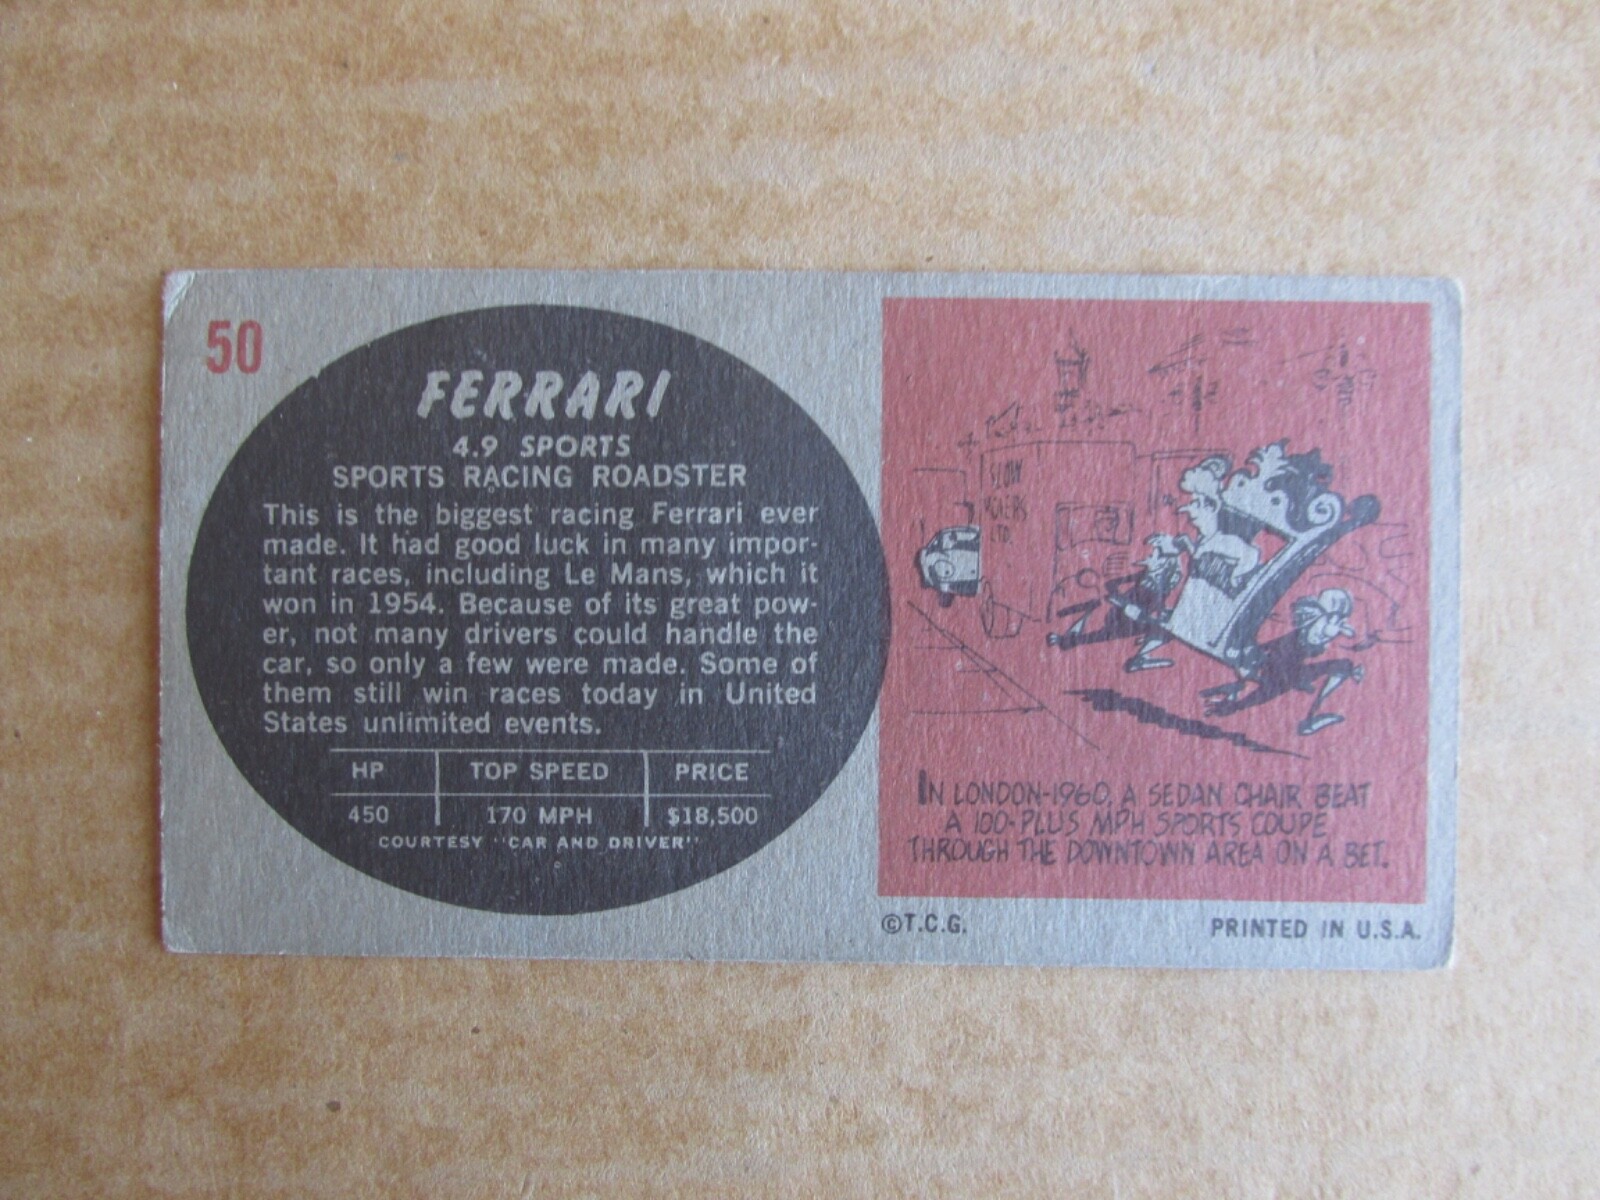 50
FERRARI
4.9 SPORTS
SPORTS RACING ROADSTER
This is the biggest racing Ferrari ever
made. It had good luck in many impor-
tant races, including Le Mans, which it
won in 1954. Because of its great pow-
er, not many drivers could handle the
car, so only a few were made. Some of
them still win races today in United
States unlimited events.
HP TOP SPEED PRICE
450 170 MPH $18,500
COURTESY "CAR AND DRIVER"
SLOW
LTD.
IN LONDON-1960, A SEDAN CHAIR BEAT
A 100-PLUS MPH SPORTS COUPE
THROUGH THE DOWNTOWN AREA ON A BET.
©T.C.G.
PRINTED IN U.S.A.